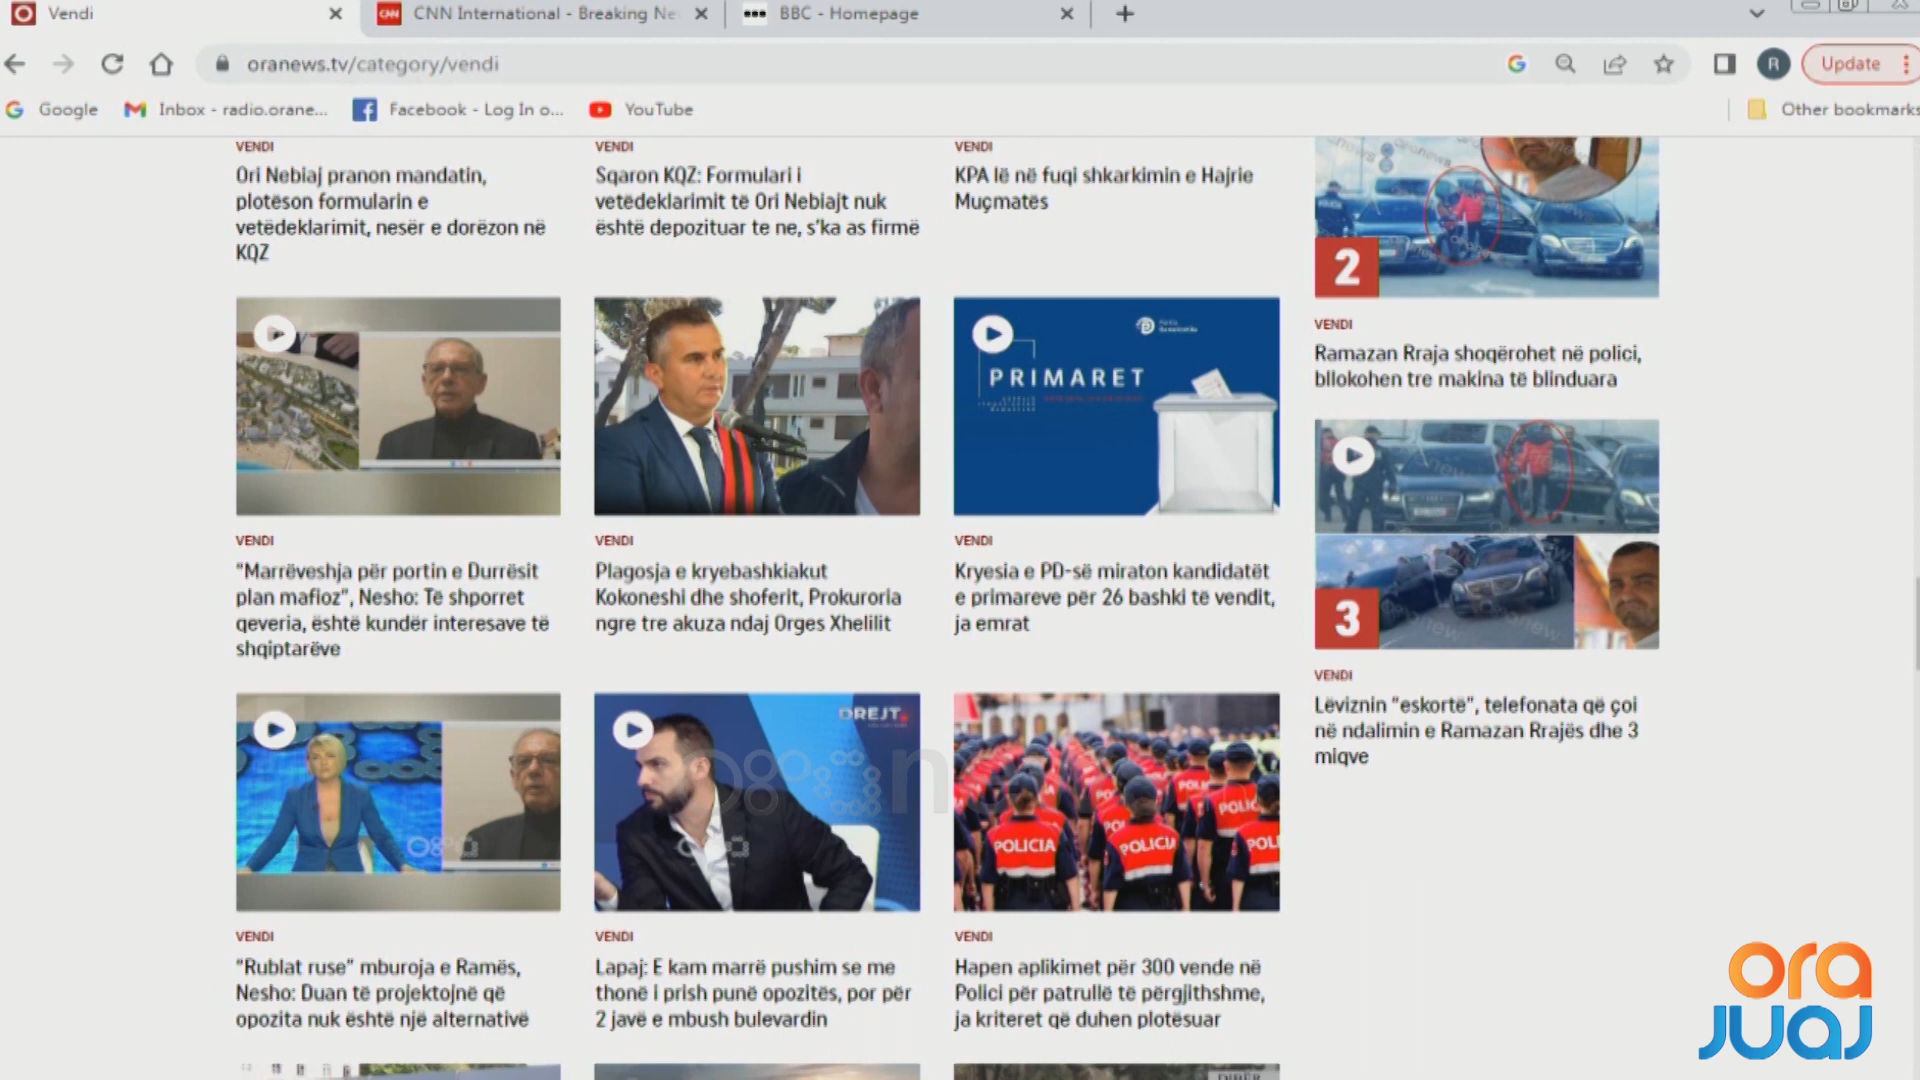 Vendi
CNN International - Breaking Ne
BBC - Homepage
oranews.tv/category/vendi
R
Update
Google
Inbox - radio.orane...
Facebook - Log In o...
YouTube
Other bookmarks
VENDI
Ori Nebiaj pranon mandatin,
plotëson formularin e
vetëdeklarimit, nesër e dorëzon në
KQZ
VENDI
Sqaron KQZ: Formulari i
vetëdeklarimit të Ori Nebiajt nuk
është depozituar te ne, s'ka as firmë
VENDI
KPA lë në fuqi shkarkimin e Hajrie
Muçmatës
2
VENDI
Ramazan Rraja shoqërohet në polici,
bllokohen tre makina të blinduara
PRIMARET
VENDI
"Marrëveshja për portin e Durrësit
plan mafioz", Nesho: Të shporret
qeveria, është kundër interesave të
shqiptarëve
VENDI
Plagosja e kryebashkiakut
Kokoneshi dhe shoferit, Prokuroria
ngre tre akuza ndaj Orges Xhelilit
VENDI
Kryesia e PD-së miraton kandidatët
e primareve për 26 bashki të vendit,
ja emrat
3
VENDI
Lëviznin "eskortë", telefonata që çoi
në ndalimin e Ramazan Rrajës dhe 3
miqve
DREJT.
POLICIA
POLICIA
VENDI
"Rublat ruse" mburoja e Ramës,
Nesho: Duan të projektojnë që
opozita nuk është një alternativë
VENDI
Lapaj: E kam marrë pushim se me
thonë i prish punë opozitës, por për
2 javë e mbush bulevardin
VENDI
Hapen aplikimet për 300 vende në
Polici për patrullë të përgjithshme,
ja kriteret që duhen plotësuar
ora
JUAJ